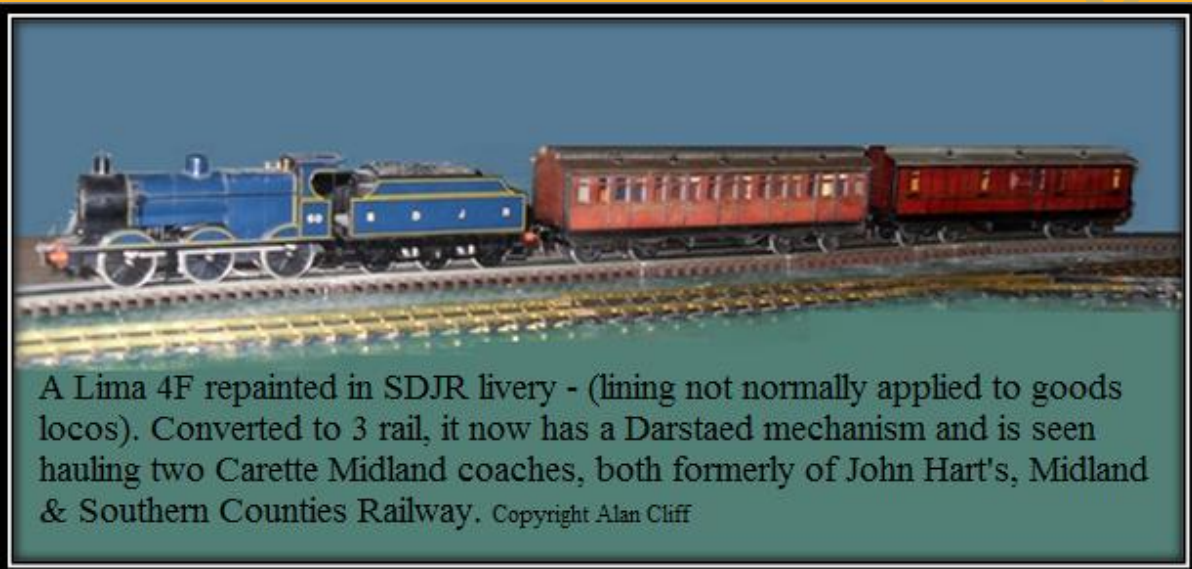 60
S D J R
A Lima 4F repainted in SDJR livery - (lining not normally applied to goods
locos). Converted to 3 rail, it now has a Darstaed mechanism and is seen
hauling two Carette Midland coaches, both formerly of John Hart's, Midland
& Southern Counties Railway. Copyright Alan Cliff